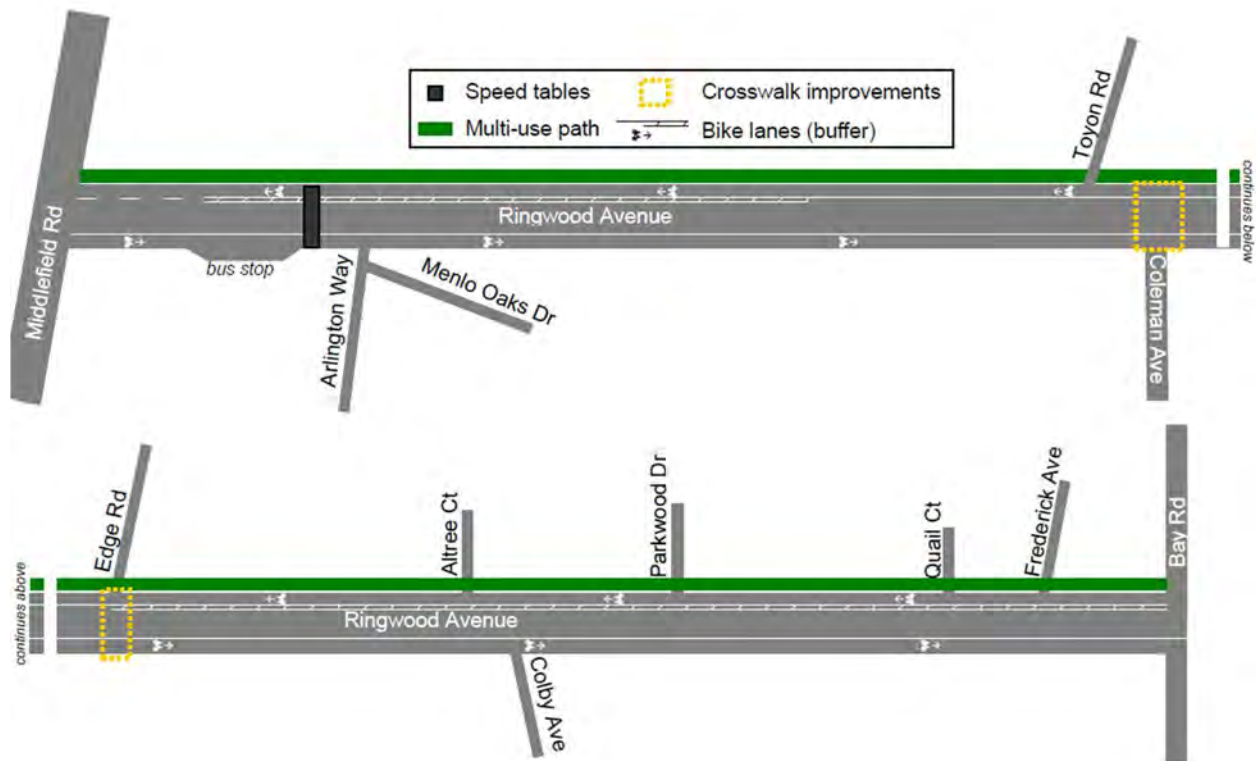 Speed tables
Crosswalk improvements
Multi-use path
Bike lanes (buffer)
Toyon Rd
continues below
Middlefield Rd
Ringwood Avenue
bus stop
Arlington Way
Menlo Oaks Dr
Coleman Ave
Edge Rd
Altree Ct
Parkwood Dr
Quail Ct
Frederick Ave
Bay Rd
continues above
Ringwood Avenue
Colby Ave